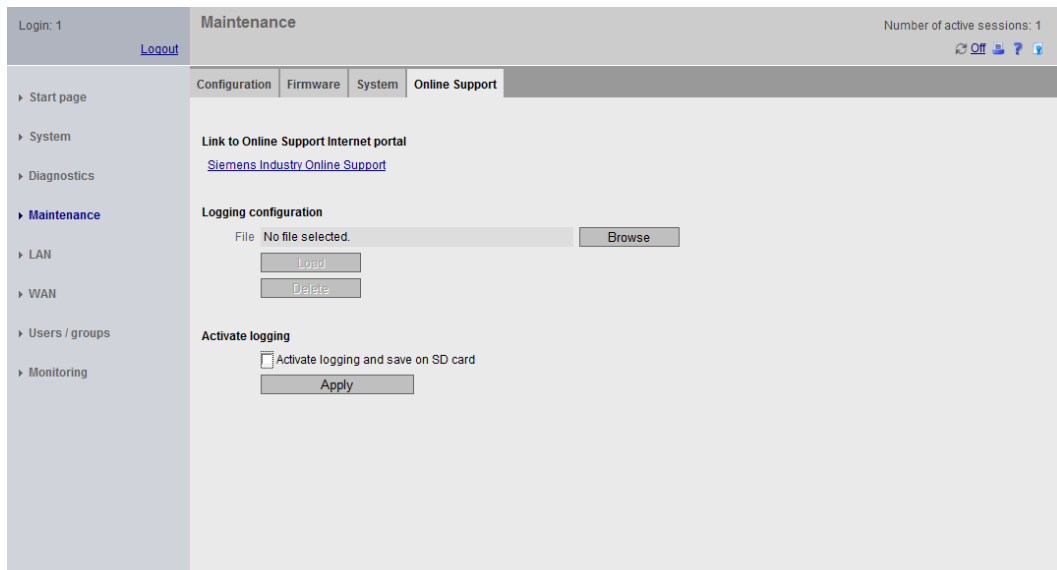 Login: 1
Logout
Maintenance
Number of active sessions: 1
Off ? ?
Start page
System
Diagnostics
Maintenance
LAN
WAN
Users / groups
Monitoring
Configuration Firmware System Online Support
Link to Online Support Internet portal
Siemens Industry Online Support
Logging configuration
File No file selected. Browse
Load
Delete
Activate logging
Activate logging and save on SD card
Apply